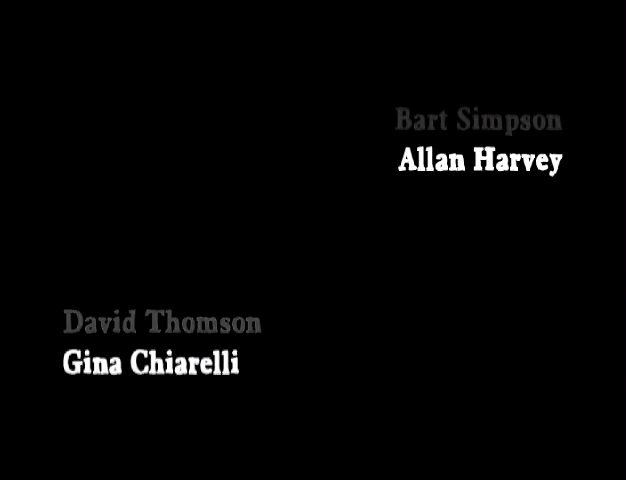 Bart Simpson
Allan Harvey
David Thomson
Gina Chiarelli